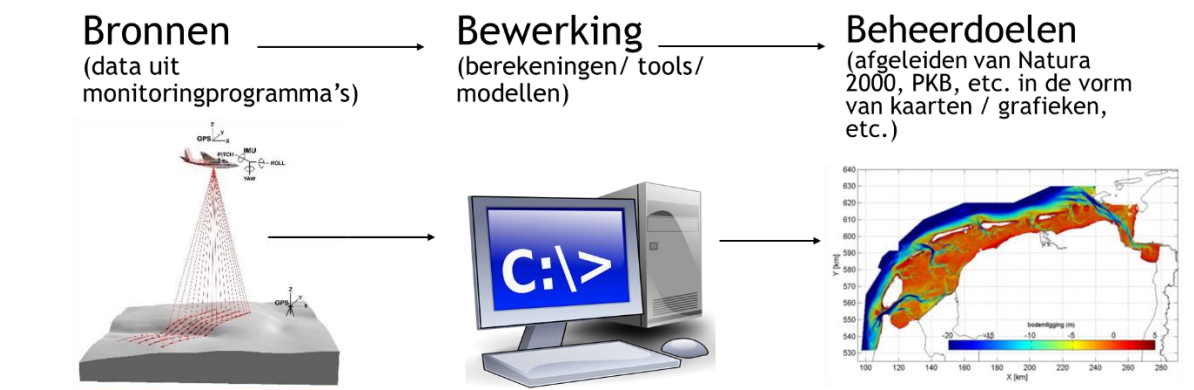 Bronnen
(data uit
monitoringprogramma's)
Bewerking
(berekeningen/ tools/
modellen)
Beheerdoelen
(afgeleiden van Natura
2000, PKB, etc. in de vorm
van kaarten / grafieken,
etc.)
Z
Y
GPS
X
PITCH
IMU
ROLL
YAW
Z
Y
GPS
X
C:\>
640
630
620
610
600
590
580
570
560
550
540
530
Y [km]
bodemligging (m)
-20 -15 -10 -5 0 5
100 120 140 160 180 200 220 240 260 280
X [km]